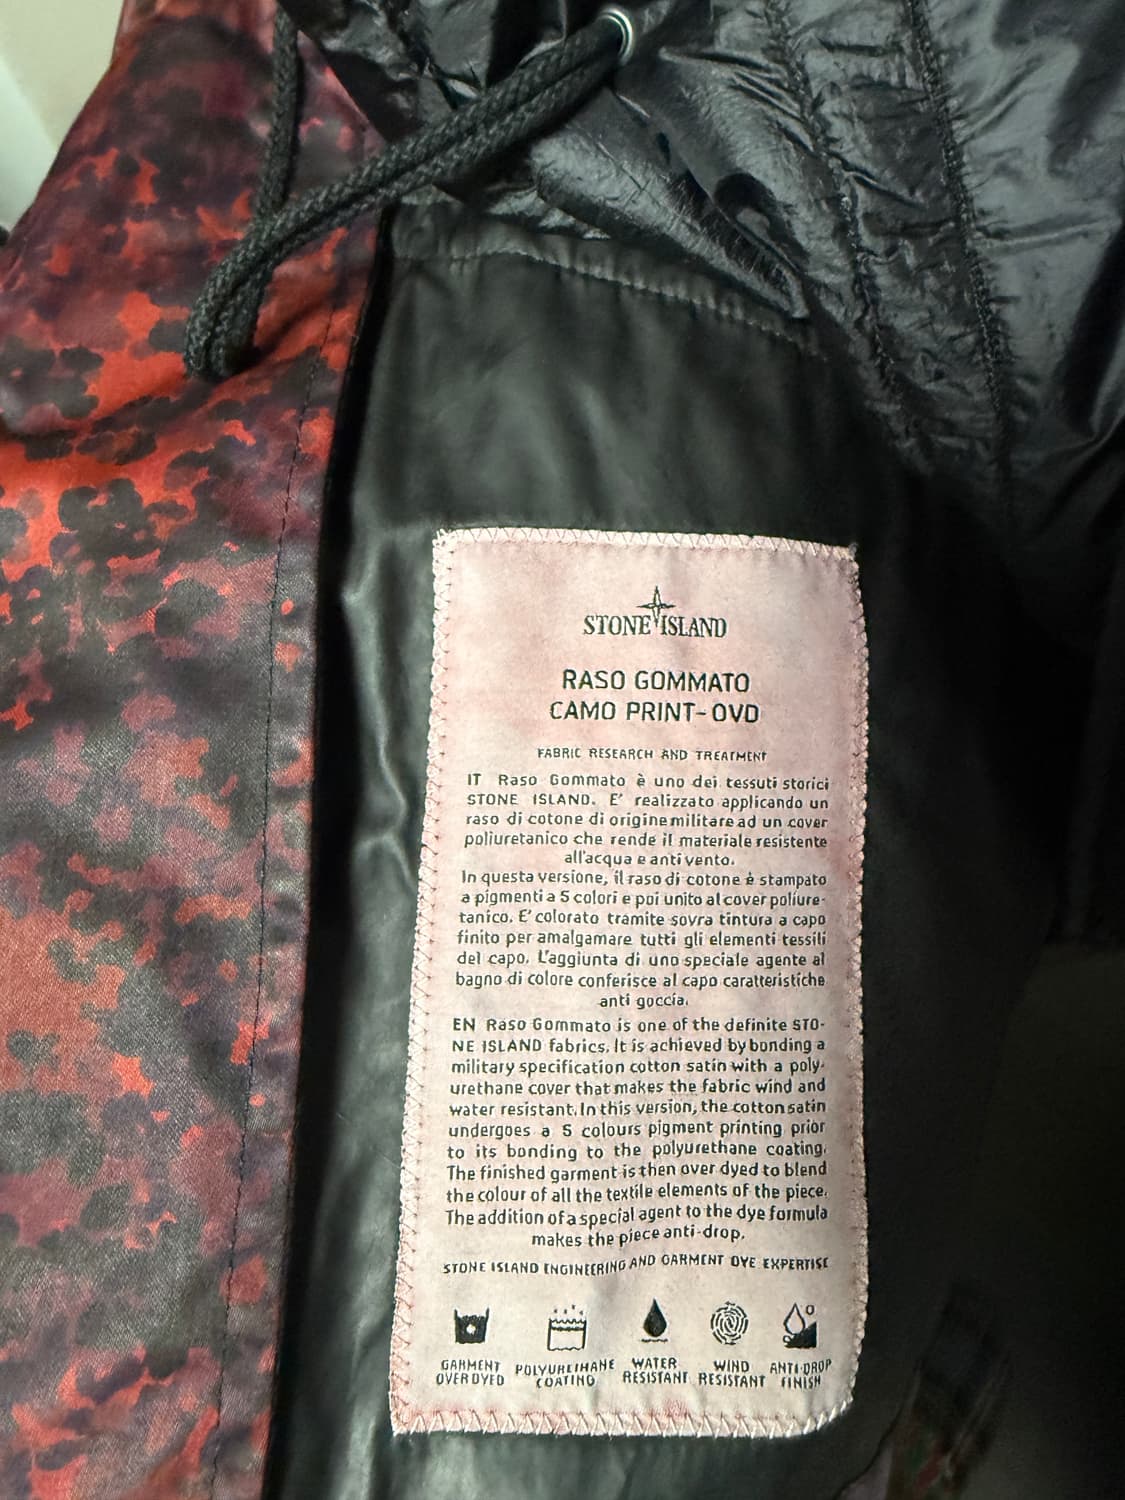 STONE ISLAND
RASO GOMMATO
CAMO PRINT-OVD
FABRIC RESEARCH AND TREATMENT
IT Raso Gommato è uno dei tessuti storici
STONE ISLAND. E' realizzato applicando un
raso di cotone di origine militare ad un cover
poliuretanico che rende il materiale resistente
all'acqua e anti vento.
In questa versione, il raso di cotone è stampato
a pigmenti a 5 colori e poi unito al cover poliure-
tanico. E' colorato tramite sovra tintura a capo
finito per amalgamare tutti gli elementi tessili
del capo. L'aggiunta di uno speciale agente al
bagno di colore conferisce al capo caratteristiche
anti goccia.
EN Raso Gommato is one of the definite STO-
NE ISLAND fabrics. It is achieved by bonding a
military specification cotton satin with a poly-
urethane cover that makes the fabric wind and
water resistant. In this version, the cotton satin
undergoes a 5 colours pigment printing prior
to its bonding to the polyurethane coating.
The finished garment is then over dyed to blend
the colour of all the textile elements of the piece.
The addition of a special agent to the dye formula
makes the piece anti-drop.
STONE ISLAND ENGINEERING AND GARMENT DYE EXPERTISE
GARMENT OVERDYED
POLYURETHANE COATING
WATER RESISTANT
WIND RESISTANT
ANTI-DROP FINISH